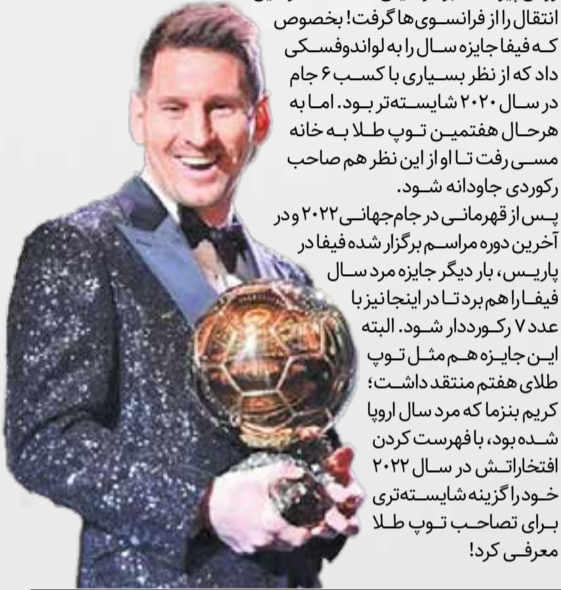 انتقال را از فرانسوی‌ها گرفت! بخصوص
که فیفا جایزه سال را به لواندوفسکی
داد که از نظر بسیاری با کسب ۶ جام
در سال ۲۰۲۰ شایسته‌تر بود. اما به
هرحال هفتمین توپ طلا به خانه
مسی رفت تا او از این نظر هم صاحب
رکوردی جاودانه شود.
پس از قهرمانی در جام‌جهانی ۲۰۲۲ و در
آخرین دوره مراسم برگزار شده فیفا در
پاریس، بار دیگر جایزه مرد سال
فیفا را هم برد تا در اینجا نیز با
عدد ۷ رکورددار شود. البته
این جایزه هم مثل توپ
طلای هفتم منتقد داشت؛
کریم بنزما که مرد سال اروپا
شده بود، با فهرست کردن
افتخاراتش در سال ۲۰۲۲
خود را گزینه شایسته‌تری
برای تصاحب توپ طلا
معرفی کرد!